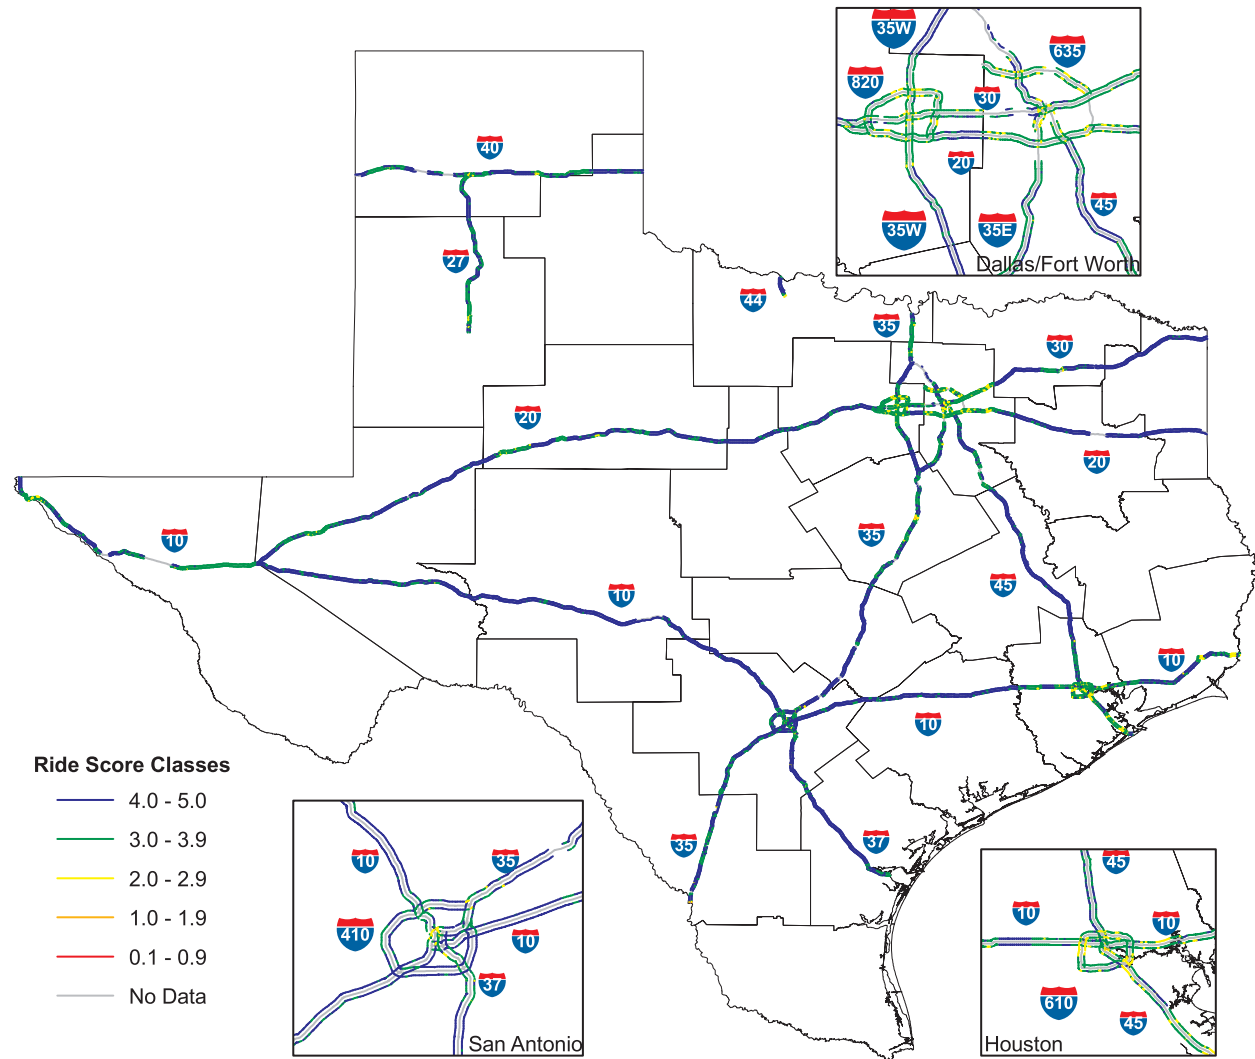 35W
635
820
30
20
35W
35E
45
Dallas/Fort Worth
40
27
44
35
30
20
20
10
35
10
45
10
10
35
37
Ride Score Classes
4.0 - 5.0
3.0 - 3.9
2.0 - 2.9
1.0 - 1.9
0.1 - 0.9
No Data
10
35
410
10
37
San Antonio
45
10
10
610
45
Houston